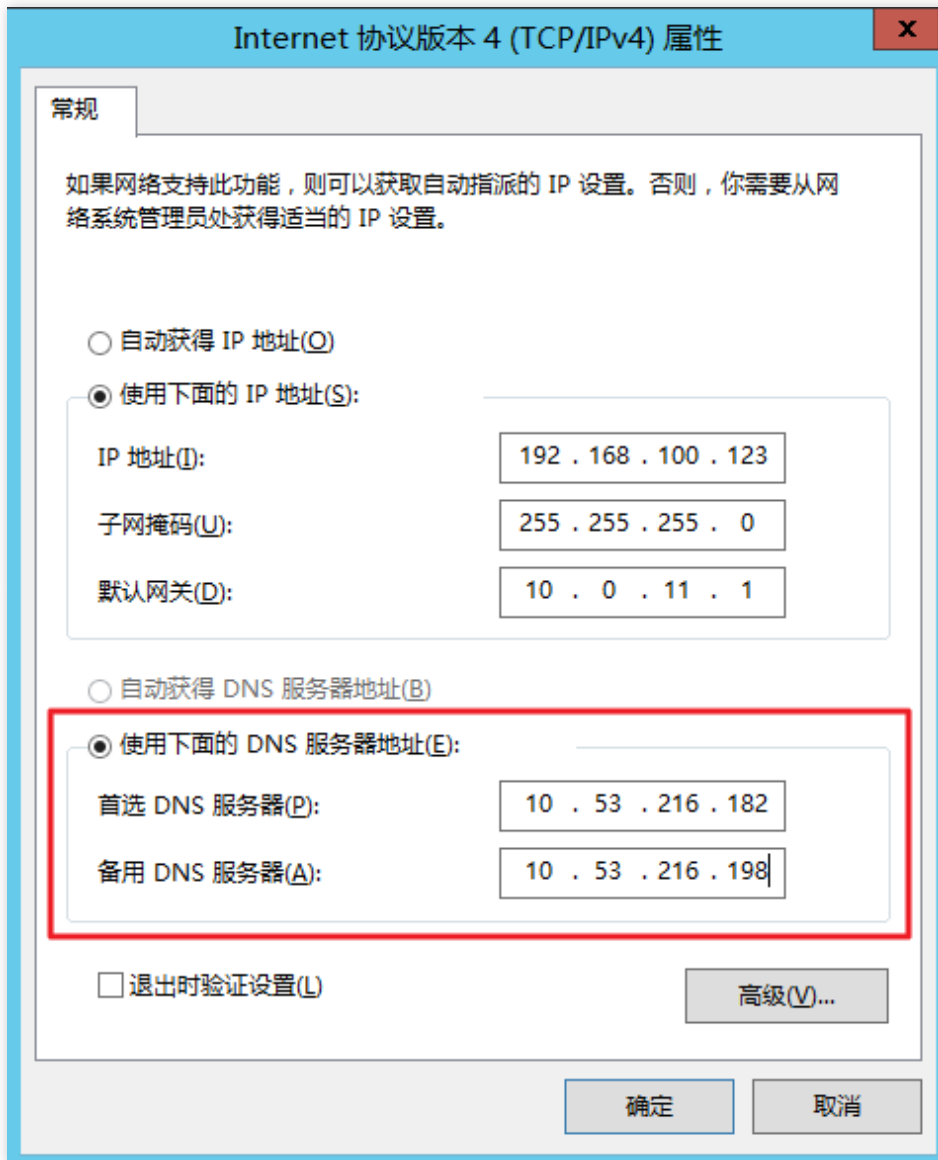 Internet 协议版本 4 (TCP/IPv4) 属性
X
常规
如果网络支持此功能，则可以获取自动指派的 IP 设置。否则，你需要从网
络系统管理员处获得适当的 IP 设置。
自动获得 IP 地址(O)
使用下面的 IP 地址(S):
IP 地址(I): 192 . 168 . 100 . 123
子网掩码(U): 255 . 255 . 255 . 0
默认网关(D): 10 . 0 . 11 . 1
自动获得 DNS 服务器地址(B)
使用下面的 DNS 服务器地址(E):
首选 DNS 服务器(P): 10 . 53 . 216 . 182
备用 DNS 服务器(A): 10 . 53 . 216 . 198
退出时验证设置(L)
高级(V)...
确定 取消